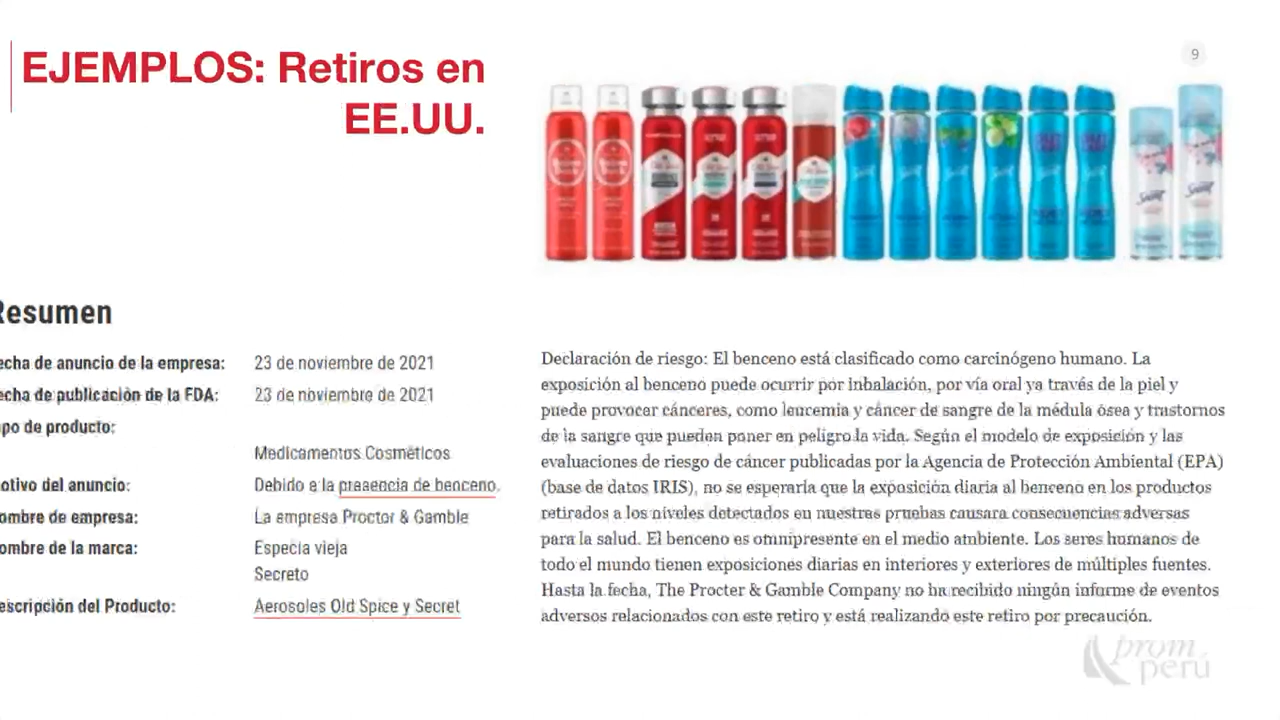 EJEMPLOS: Retiros en
EE.UU.
9
Resumen
echa de anuncio de la empresa:
23 de noviembre de 2021
echa de publicación de la FDA:
23 de noviembre de 2021
ipo de producto:
Medicamentos Cosméticos
otivo del anuncio:
Debido a la presencia de benceno.
ombre de empresa:
La empresa Proctor & Gamble
ombre de la marca:
Especia vieja
Secreto
escripción del Producto:
Aerosoles Old Spice y Secret
Declaración de riesgo: El benceno está clasificado como carcinógeno humano. La
exposición al benceno puede ocurrir por inhalación, por vía oral ya través de la piel y
puede provocar cánceres, como leucemia y cáncer de sangre de la médula ósea y trastornos
de la sangre que pueden poner en peligro la vida. Según el modelo de exposición y las
evaluaciones de riesgo de cáncer publicadas por la Agencia de Protección Ambiental (EPA)
(base de datos IRIS), no se esperaría que la exposición diaria al benceno en los productos
retirados a los niveles detectados en nuestras pruebas causara consecuencias adversas
para la salud. El benceno es omnipresente en el medio ambiente. Los seres humanos de
todo el mundo tienen exposiciones diarias en interiores y exteriores de múltiples fuentes.
Hasta la fecha, The Procter & Gamble Company no ha recibido ningún informe de eventos
adversos relacionados con este retiro y está realizando este retiro por precaución.
prom
perú